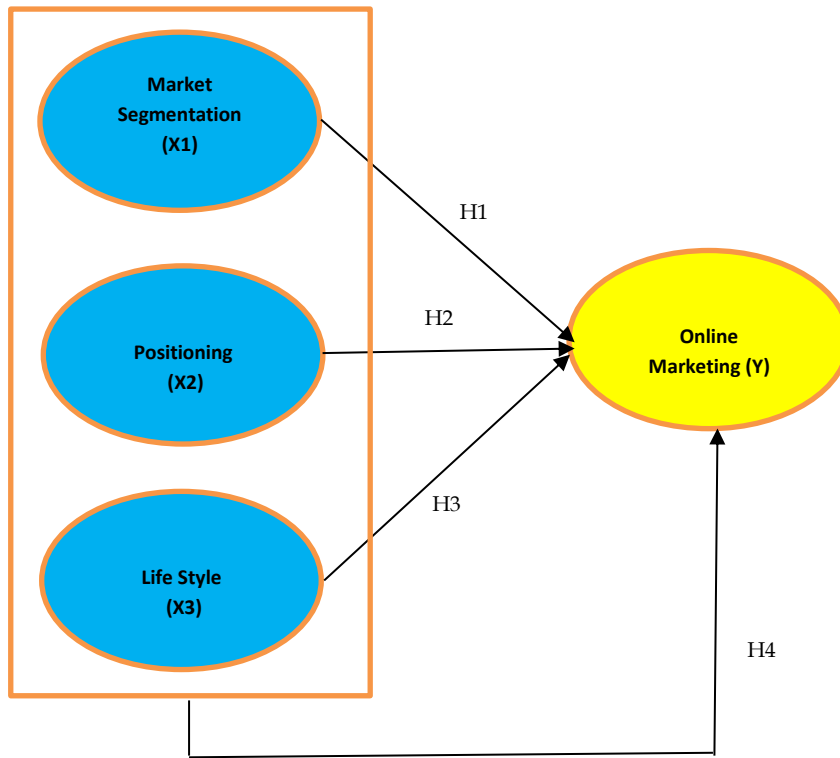 Market
Segmentation
(X1)
H1
H2
Positioning
(X2)
Online
Marketing (Y)
H3
Life Style
(X3)
H4